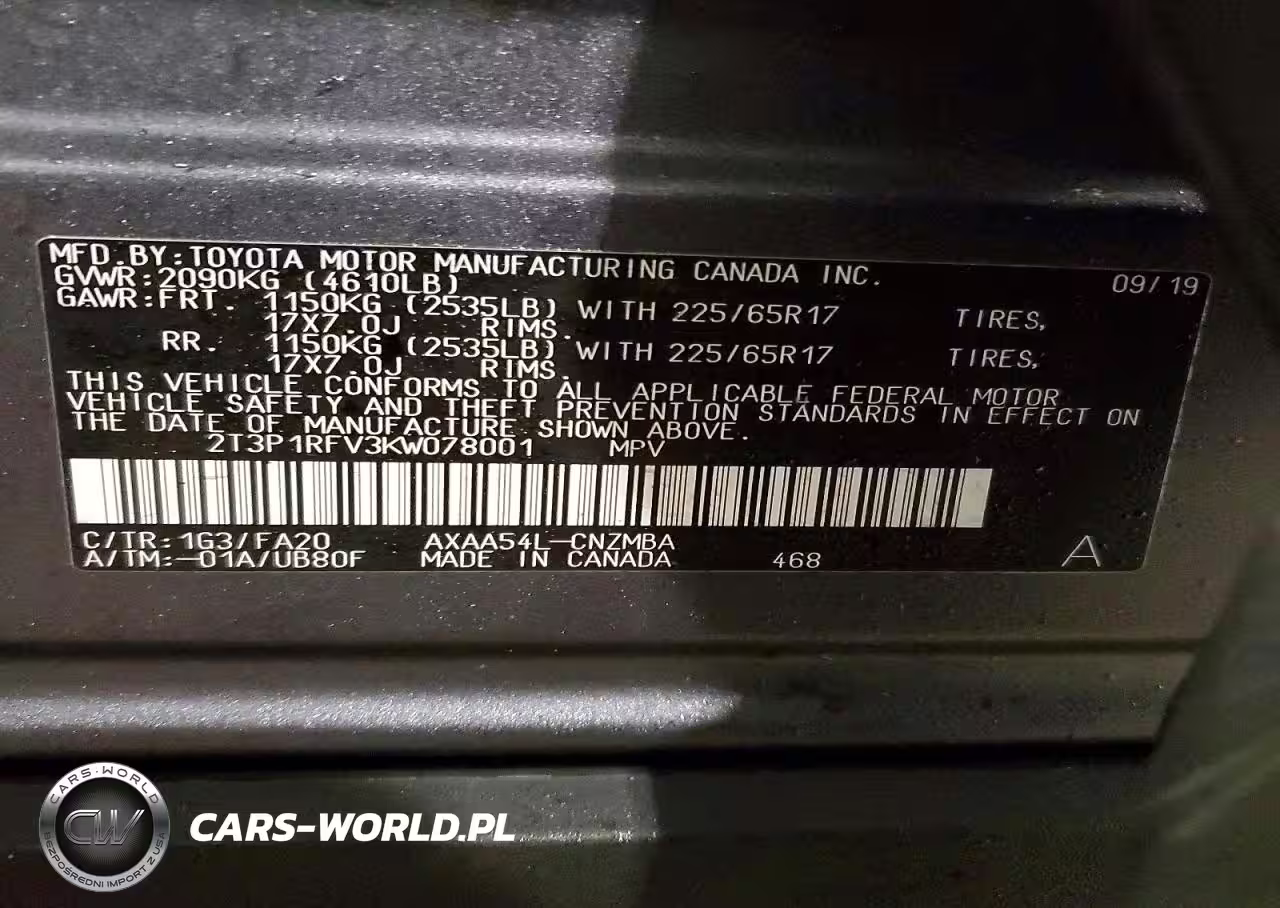 MFD.BY:TOYOTA MOTOR MANUFACTURING CANADA INC. 09/19
GVWR:2090KG (4610LB)
GAWR:FRT. 1150KG (2535LB) WITH 225/65R17 TIRES,
17X7.0J RIMS.
RR. 1150KG (2535LB) WITH 225/65R17 TIRES,
17X7.0J RIMS.
THIS VEHICLE CONFORMS TO ALL APPLICABLE FEDERAL MOTOR
VEHICLE SAFETY AND THEFT PREVENTION STANDARDS IN EFFECT ON
THE DATE OF MANUFACTURE SHOWN ABOVE.
2T3P1RFV3KW078001 MPV
C/TR:1G3/FA20 AXAA54L-CNZMBA
A/TM:-01A/UB80F MADE IN CANADA 468 A
CARS-WORLD
CW
BEZPOŚREDNI IMPORT Z USA
CARS-WORLD.PL